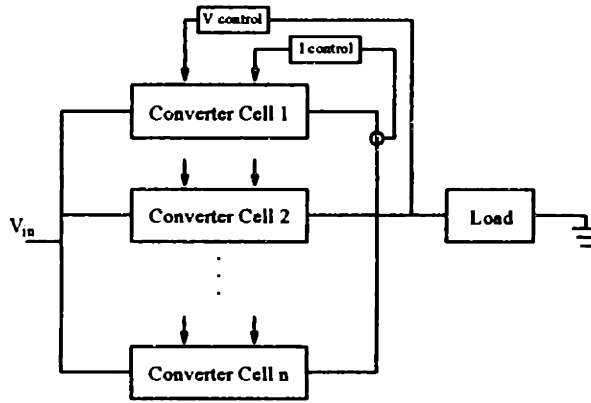 V control
I control
Converter Cell 1
Converter Cell 2
Load
Vin
Converter Cell n